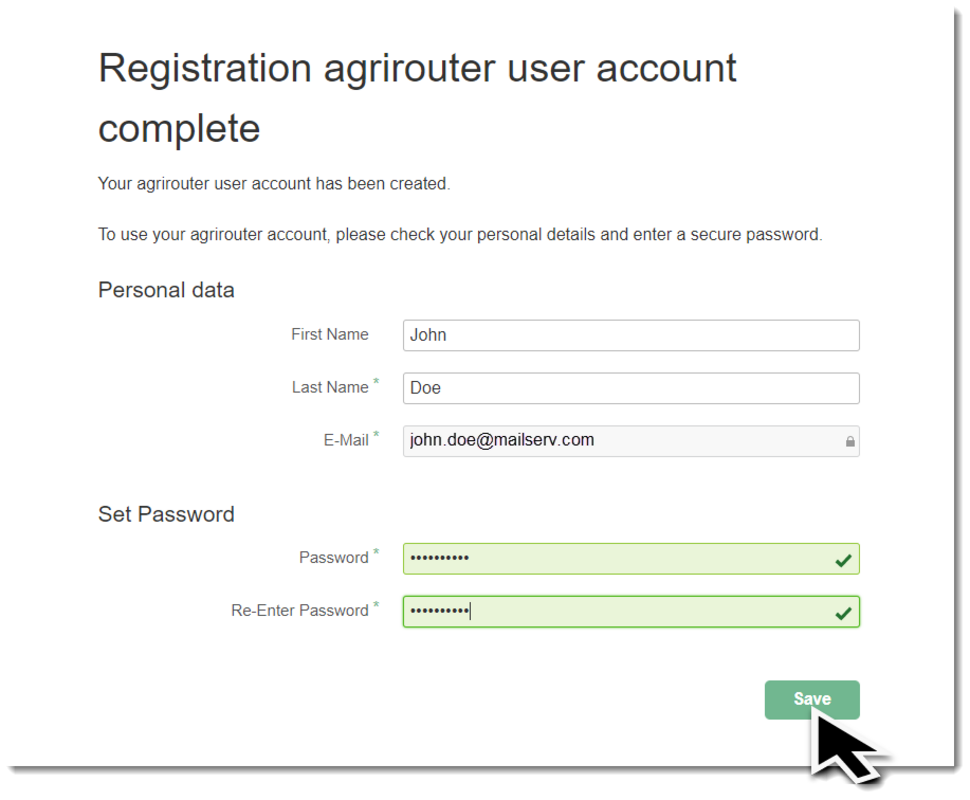 Registration agrirouter user account
complete
Your agrirouter user account has been created.
To use your agrirouter account, please check your personal details and enter a secure password.
Personal data
First Name John
Last Name * Doe
E-Mail * john.doe@mailserv.com
Set Password
Password * ••••••••••
Re-Enter Password * ••••••••••
Save